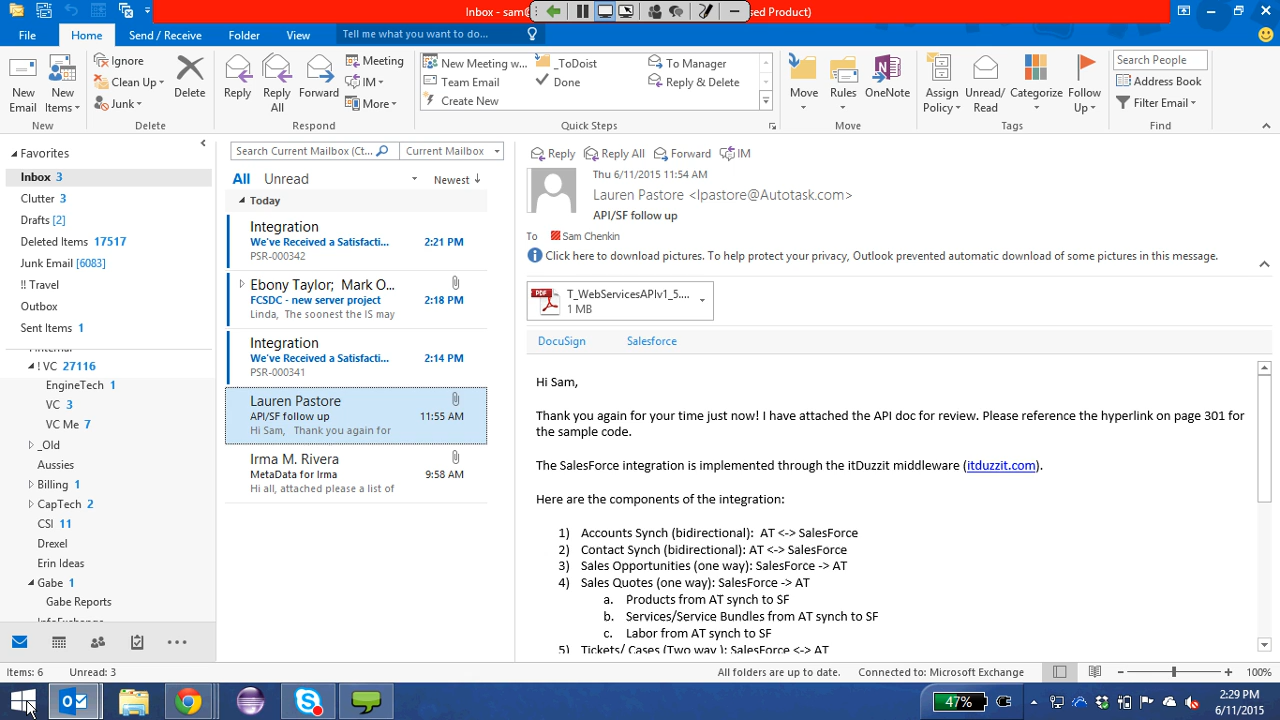 Inbox - sam@
sed Product)
File
Home
Send / Receive
Folder
View
Tell me what you want to do...
New Email
New Items
New
Ignore
Clean Up
Junk
Delete
Delete
Reply
Reply All
Forward
Meeting
IM
More
Respond
New Meeting w...
Team Email
Create New
_ToDoist
Done
To Manager
Reply & Delete
Quick Steps
Move
Rules
OneNote
Move
Assign Policy
Unread/ Read
Categorize
Follow Up
Tags
Search People
Address Book
Filter Email
Find
Favorites
Inbox 3
Clutter 3
Drafts [2]
Deleted Items 17517
Junk Email [6083]
!! Travel
Outbox
Sent Items 1
! VC 27116
EngineTech 1
VC 3
VC Me 7
_Old
Aussies
Billing 1
CapTech 2
CSI 11
Drexel
Erin Ideas
Gabe 1
Gabe Reports
InfoExchange
Search Current Mailbox (Ct...
Current Mailbox
All Unread
Newest
Today
Integration
We've Received a Satisfacti... 2:21 PM
PSR-000342
Ebony Taylor; Mark O...
FCSDC - new server project 2:18 PM
Linda, The soonest the IS may
Integration
We've Received a Satisfacti... 2:14 PM
PSR-000341
Lauren Pastore
API/SF follow up 11:55 AM
Hi Sam, Thank you again for
Irma M. Rivera
MetaData for Irma 9:58 AM
Hi all, attached please a list of
Reply Reply All Forward IM
Thu 6/11/2015 11:54 AM
Lauren Pastore <lpastore@Autotask.com>
API/SF follow up
To Sam Chenkin
Click here to download pictures. To help protect your privacy, Outlook prevented automatic download of some pictures in this message.
PDF
T_WebServicesAPIv1_5....
1 MB
DocuSign Salesforce
Hi Sam,
Thank you again for your time just now! I have attached the API doc for review. Please reference the hyperlink on page 301 for
the sample code.
The SalesForce integration is implemented through the itDuzzit middleware (itduzzit.com).
Here are the components of the integration:
1) Accounts Synch (bidirectional): AT <-> SalesForce
2) Contact Synch (bidirectional): AT <-> SalesForce
3) Sales Opportunities (one way): SalesForce -> AT
4) Sales Quotes (one way): SalesForce -> AT
a. Products from AT synch to SF
b. Services/Service Bundles from AT synch to SF
c. Labor from AT synch to SF
5) Tickets/ Cases (Two way ): SalesForce <-> AT
Items: 6 Unread: 3
All folders are up to date. Connected to: Microsoft Exchange
100%
47%
2:29 PM
6/11/2015